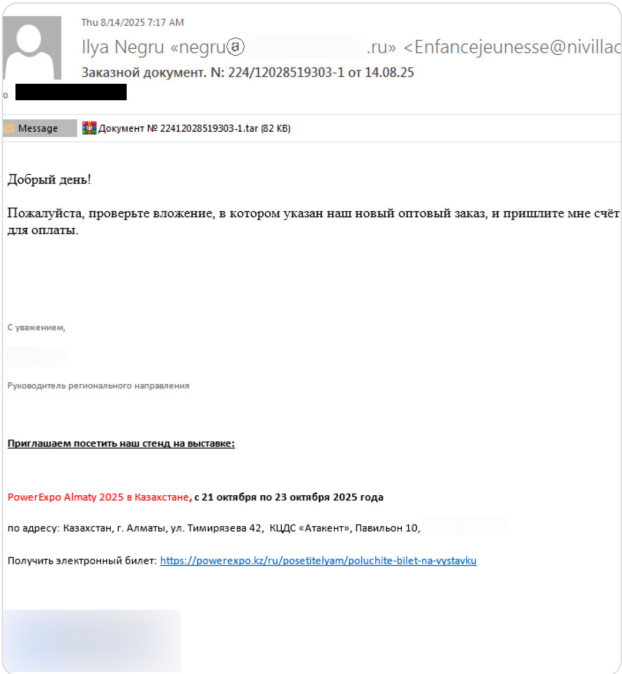 Thu 8/14/2025 7:17 AM
Ilya Negru «negru@ .ru» <Enfancejeunesse@nivillac
Заказной документ. N: 224/12028519303-1 от 14.08.25
о
Message Документ № 22412028519303-1.tar (82 KB)
Добрый день!
Пожалуйста, проверьте вложение, в котором указан наш новый оптовый заказ, и пришлите мне счёт
для оплаты.
С уважением,
Руководитель регионального направления
Приглашаем посетить наш стенд на выставке:
PowerExpo Almaty 2025 в Казахстане, с 21 октября по 23 октября 2025 года
по адресу: Казахстан, г. Алматы, ул. Тимирязева 42, КЦДС «Атакент», Павильон 10,
Получить электронный билет: https://powerexpo.kz/ru/posetitelyam/poluchite-bilet-na-vystavku